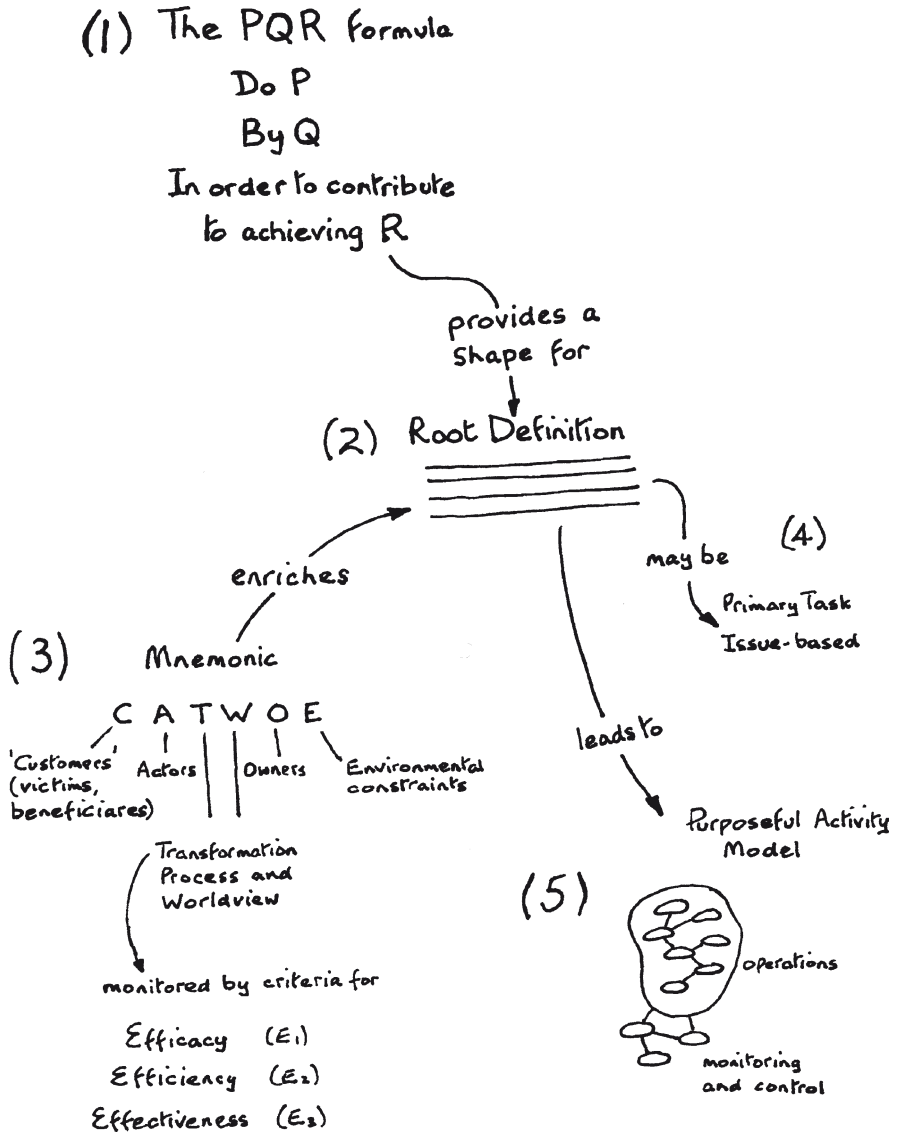 (1) The PQR formula
Do P
By Q
In order to contribute
to achieving R
provides a
shape for
(2) Root Definition
enriches
may be
(4)
Primary Task
Issue-based
(3) Mnemonic
C A T W O E
'Customers'
(victims,
beneficiares)
Actors
Owners
Environmental
constraints
Transformation
Process and
Worldview
monitored by criteria for
Efficacy (E1)
Efficiency (E2)
Effectiveness (E3)
leads to
Purposeful Activity
Model
(5)
operations
monitoring
and control